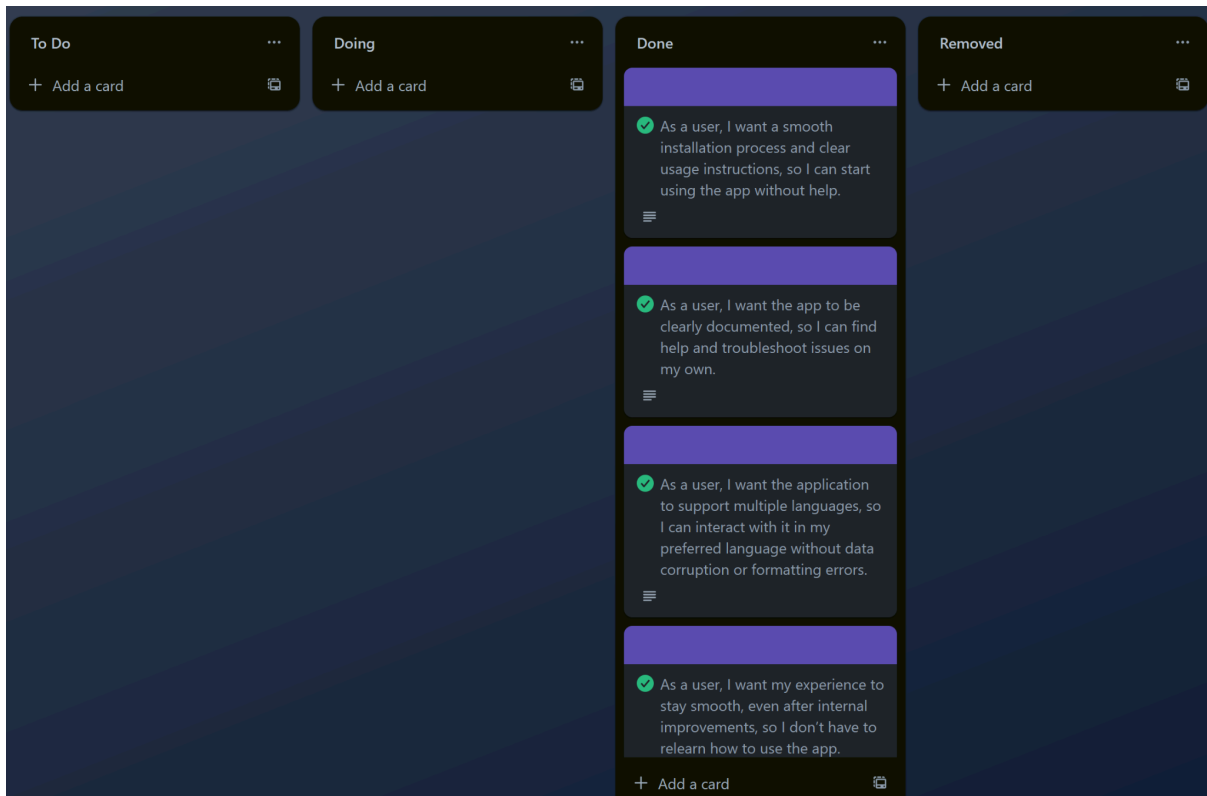 To Do
Add a card
Doing
Add a card
Done
As a user, I want a smooth
installation process and clear
usage instructions, so I can start
using the app without help.
As a user, I want the app to be
clearly documented, so I can find
help and troubleshoot issues on
my own.
As a user, I want the application
to support multiple languages, so
I can interact with it in my
preferred language without data
corruption or formatting errors.
As a user, I want my experience to
stay smooth, even after internal
improvements, so I don't have to
relearn how to use the app.
Add a card
Removed
Add a card